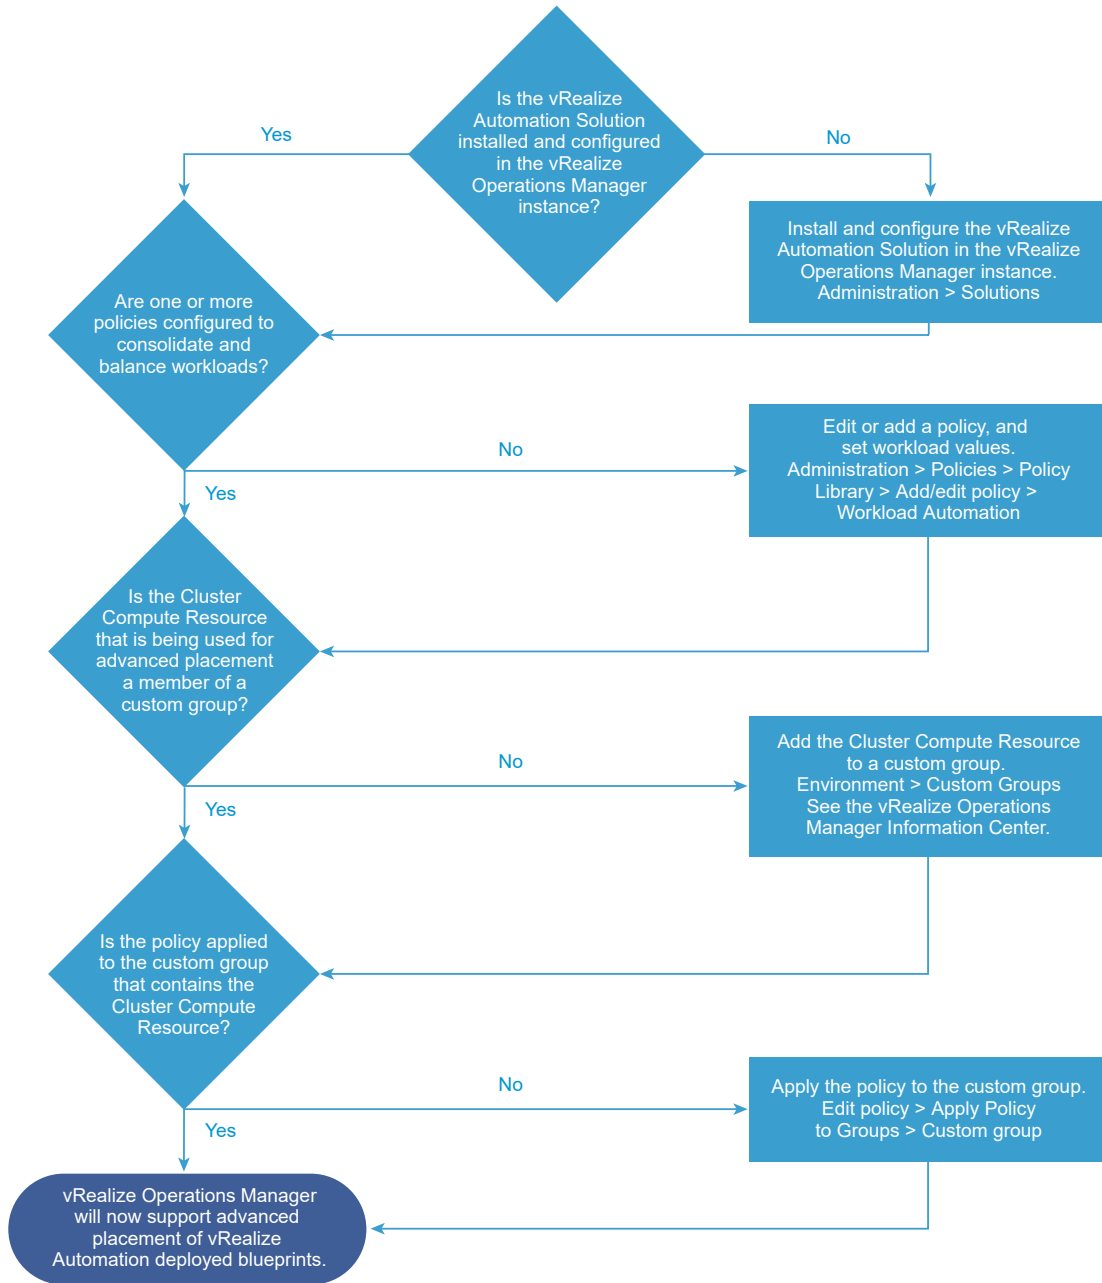 Is the vRealize
Automation Solution
installed and configured
in the vRealize
Operations Manager
instance?
Yes
No
Install and configure the vRealize
Automation Solution in the vRealize
Operations Manager instance.
Administration > Solutions
Are one or more
policies configured to
consolidate and
balance workloads?
No
Yes
Edit or add a policy, and
set workload values.
Administration > Policies > Policy
Library > Add/edit policy >
Workload Automation
Is the Cluster
Compute Resource
that is being used for
advanced placement
a member of a
custom group?
No
Yes
Add the Cluster Compute Resource
to a custom group.
Environment > Custom Groups
See the vRealize Operations
Manager Information Center.
Is the policy applied
to the custom group
that contains the
Cluster Compute
Resource?
No
Yes
Apply the policy to the custom group.
Edit policy > Apply Policy
to Groups > Custom group
vRealize Operations Manager
will now support advanced
placement of vRealize
Automation deployed blueprints.